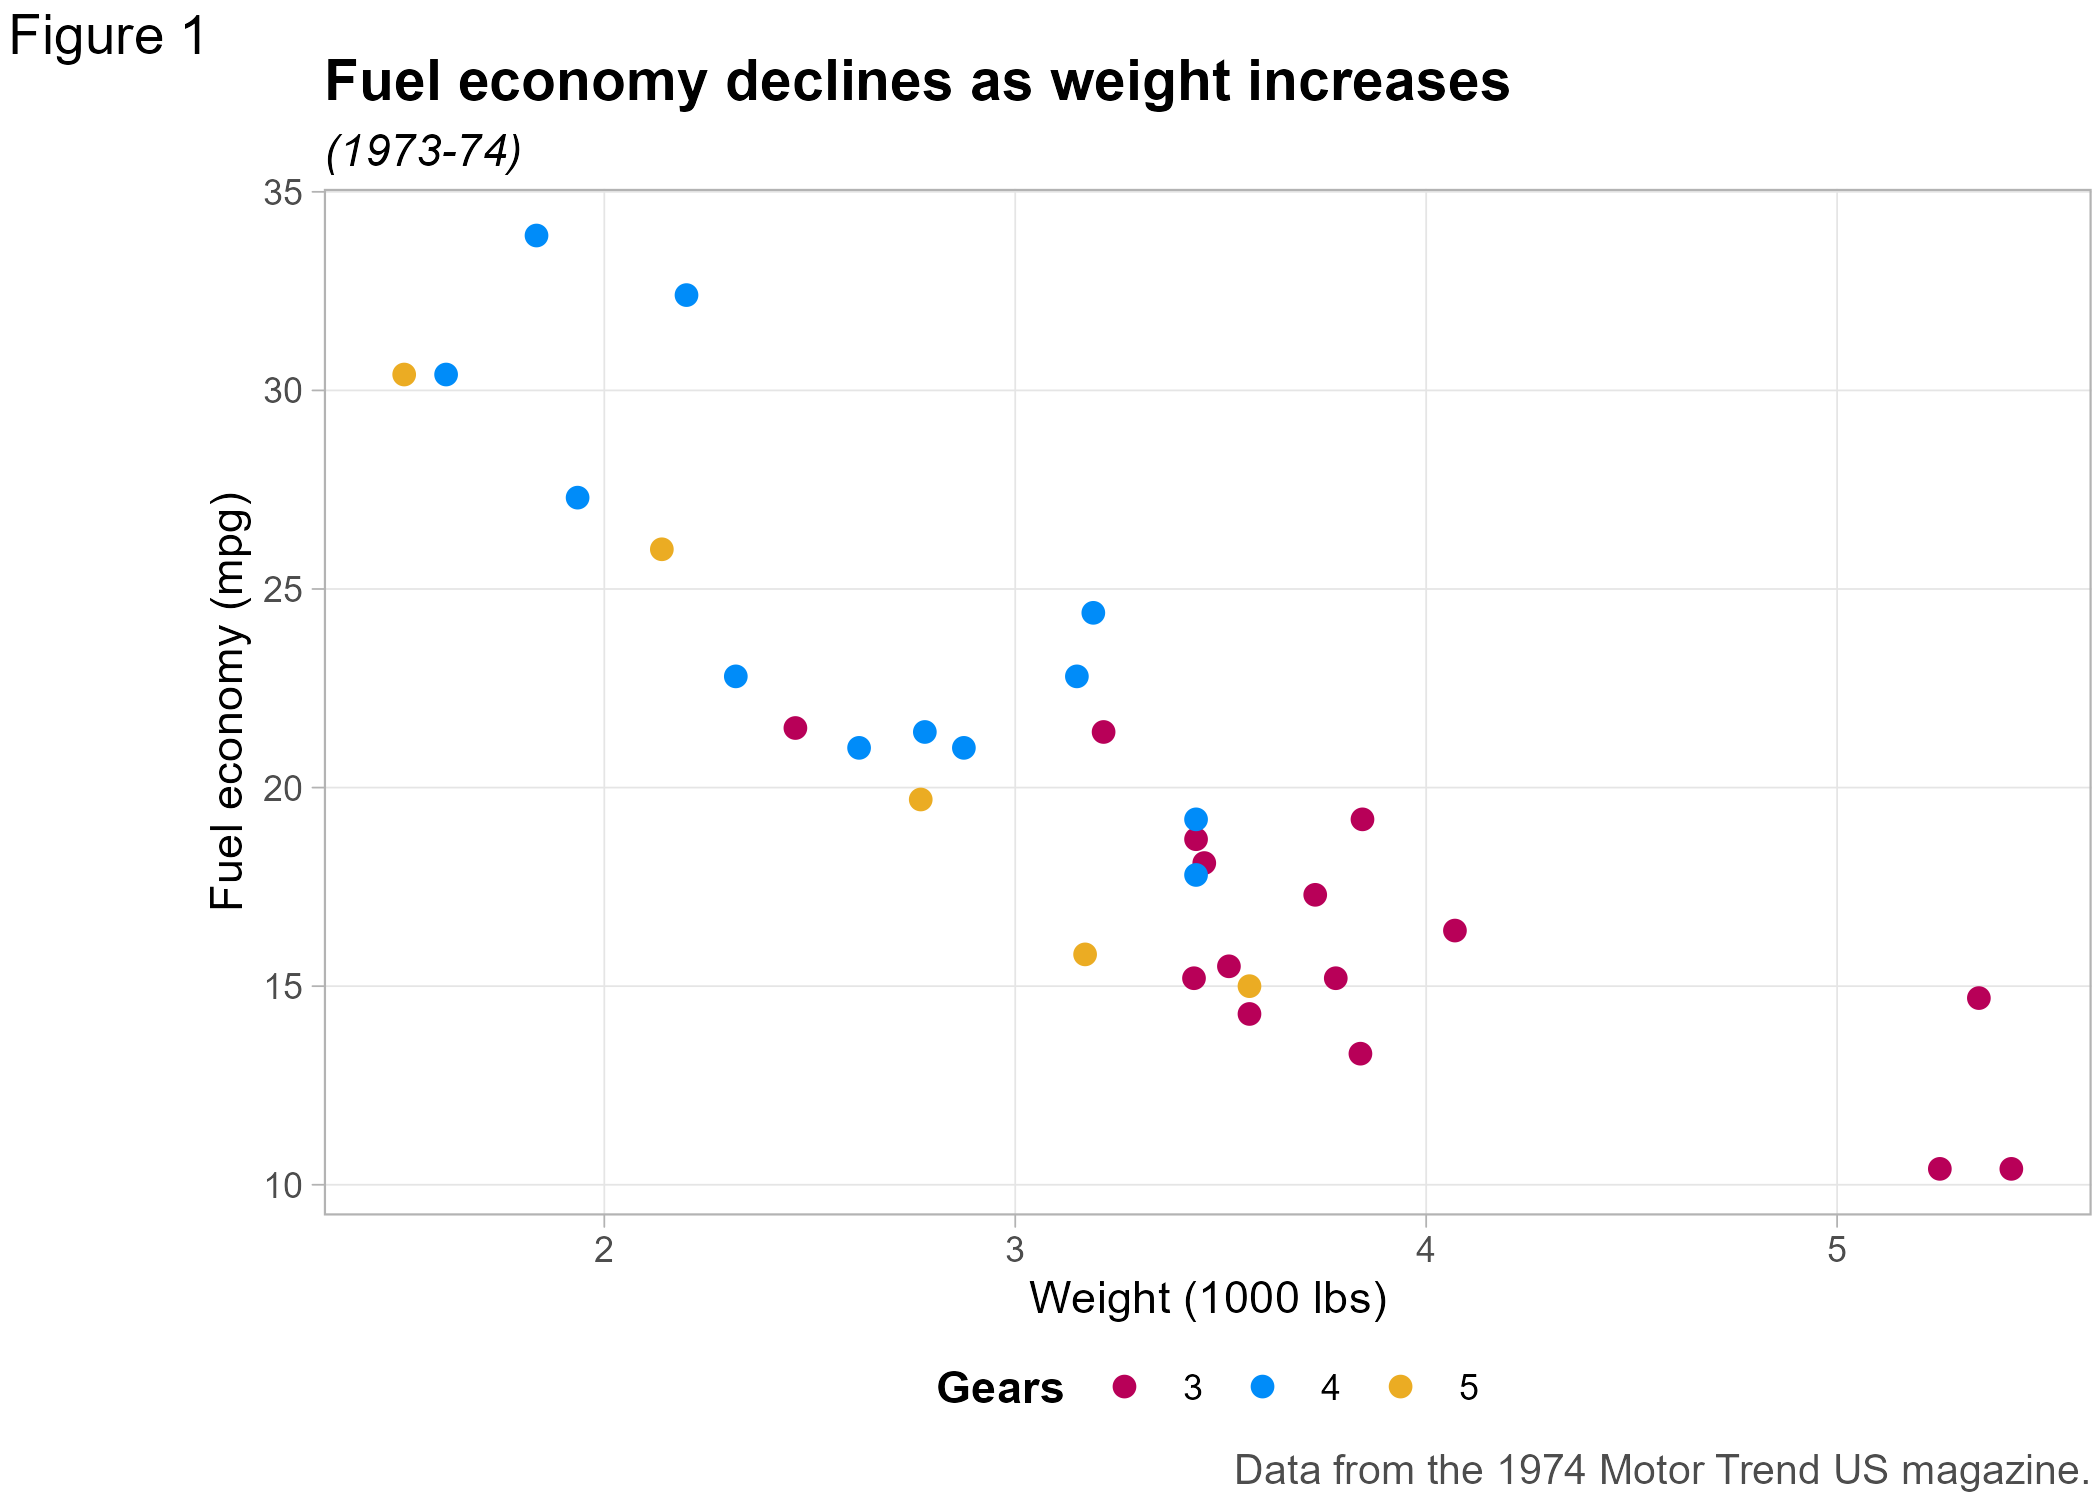 Figure 1
Fuel economy declines as weight increases
(1973-74)
35
30
25
20
15
10
Fuel economy (mpg)
2 3 4 5
Weight (1000 lbs)
Gears 3 4 5
Data from the 1974 Motor Trend US magazine.